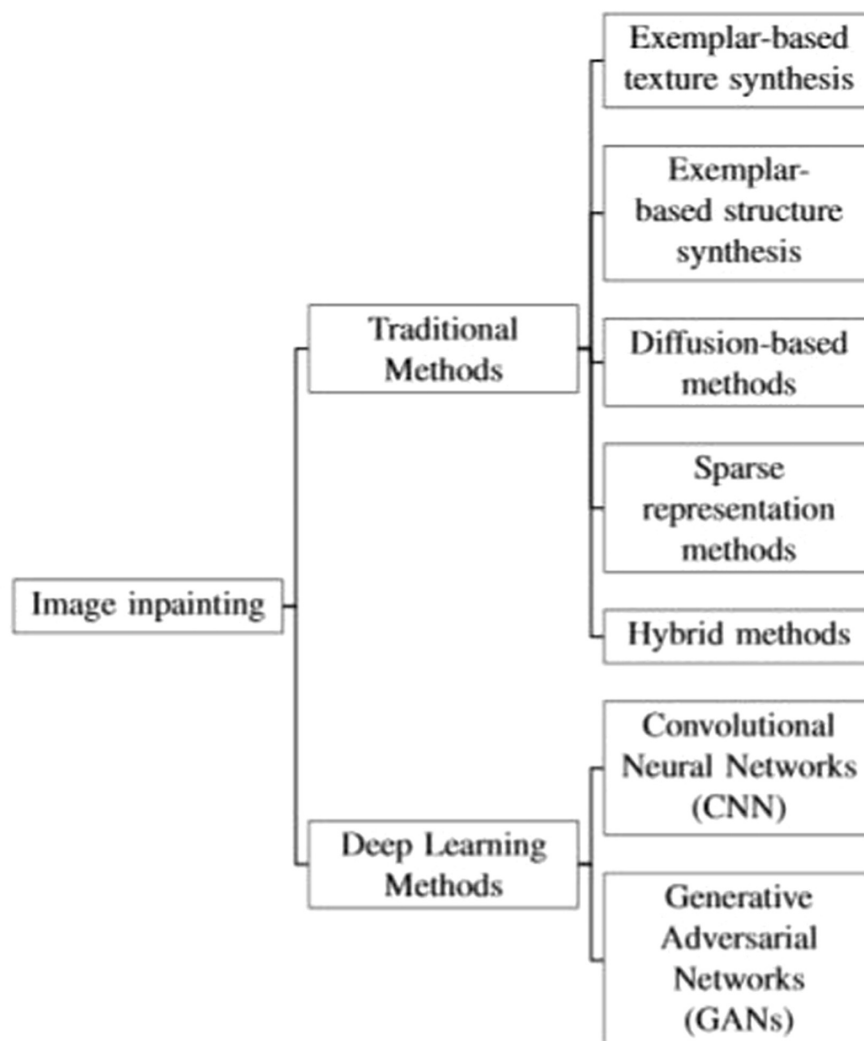 Exemplar-based
texture synthesis
Exemplar-
based structure
synthesis
Traditional
Methods
Diffusion-based
methods
Sparse
representation
methods
Image inpainting
Hybrid methods
Convolutional
Neural Networks
(CNN)
Deep Learning
Methods
Generative
Adversarial
Networks
(GANs)